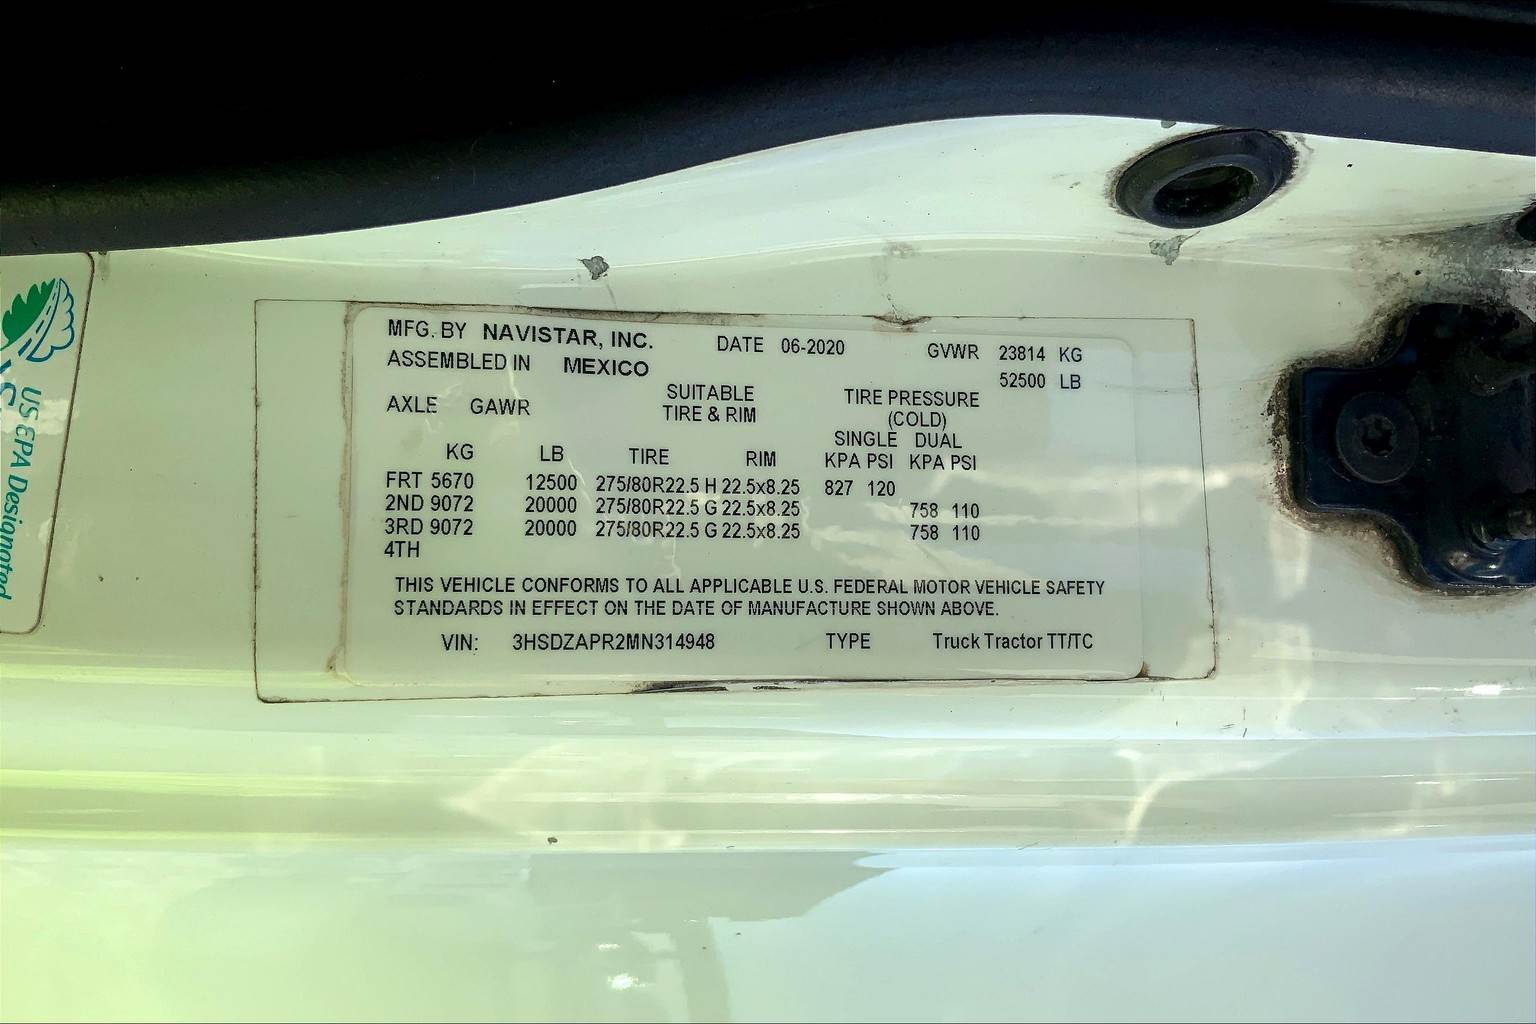 MFG. BY NAVISTAR, INC. DATE 06-2020 GVWR 23814 KG
ASSEMBLED IN MEXICO 52500 LB
AXLE GAWR SUITABLE TIRE PRESSURE
TIRE & RIM (COLD)
SINGLE DUAL
KG LB TIRE RIM KPA PSI KPA PSI
FRT 5670 12500 275/80R22.5 H 22.5x8.25 827 120
2ND 9072 20000 275/80R22.5 G 22.5x8.25 758 110
3RD 9072 20000 275/80R22.5 G 22.5x8.25 758 110
4TH
THIS VEHICLE CONFORMS TO ALL APPLICABLE U.S. FEDERAL MOTOR VEHICLE SAFETY
STANDARDS IN EFFECT ON THE DATE OF MANUFACTURE SHOWN ABOVE.
VIN: 3HSDZAPR2MN314948 TYPE Truck Tractor TT/TC
US EPA Designated